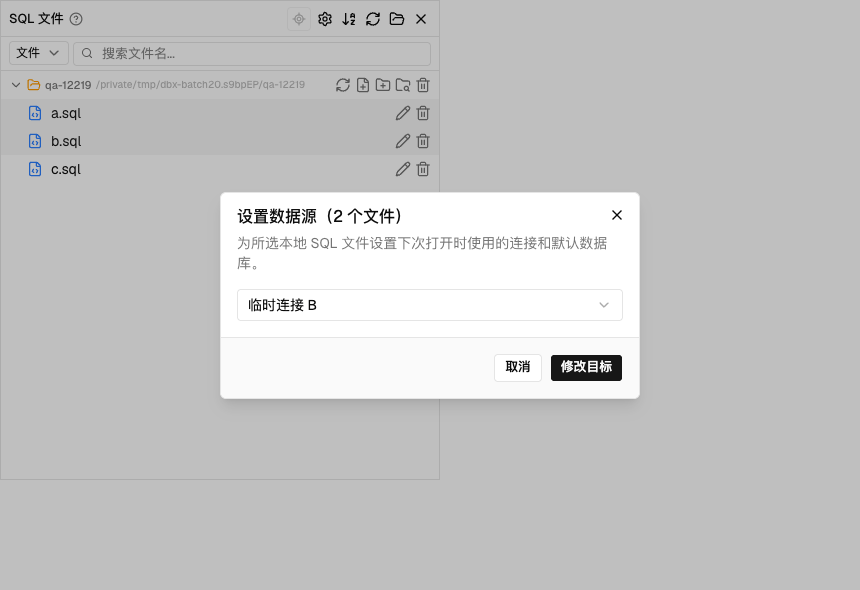 SQL 文件
文件
搜索文件名...
qa-12219 /private/tmp/dbx-batch20.s9bpEP/qa-12219
a.sql
b.sql
c.sql
设置数据源（2 个文件）
为所选本地 SQL 文件设置下次打开时使用的连接和默认数据
库。
临时连接 B
取消
修改目标